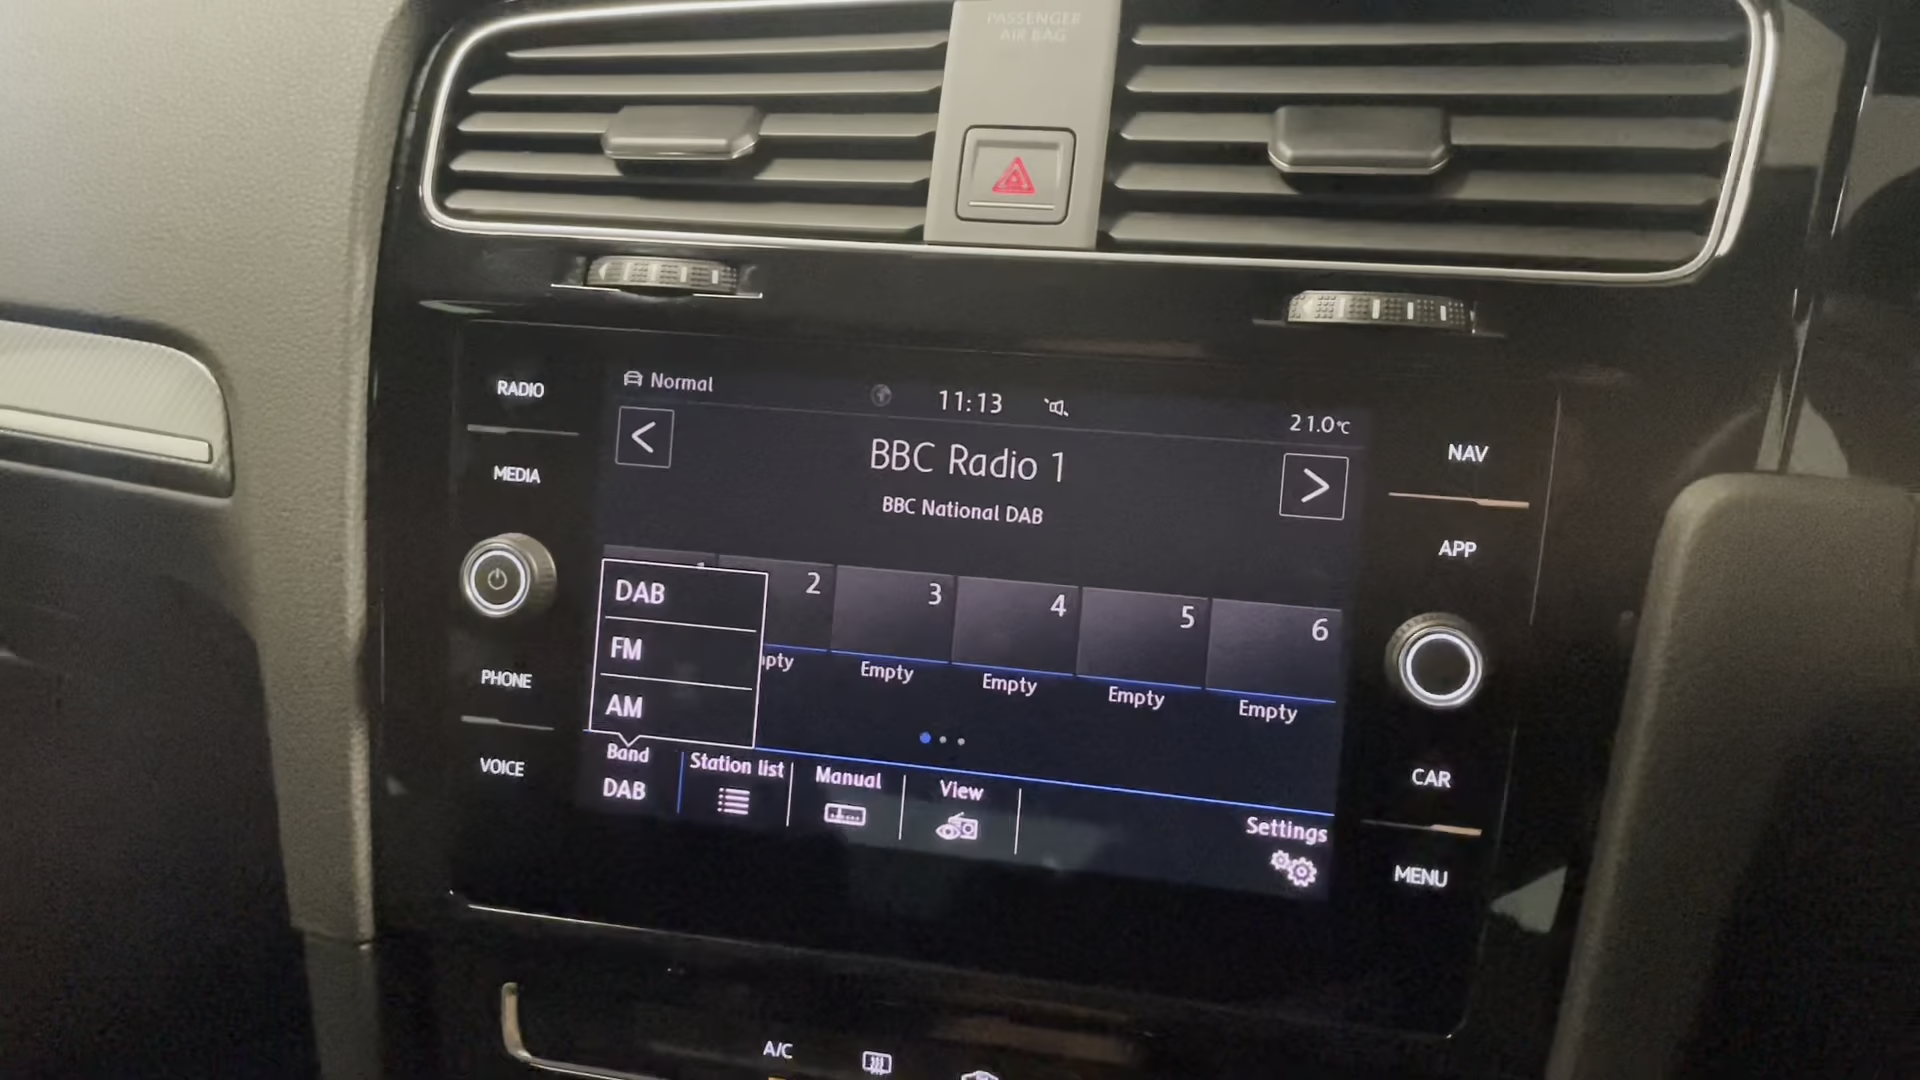 PASSENGER
AIR BAG
RADIO
MEDIA
PHONE
VOICE
Normal
11:13
21.0°C
<
BBC Radio 1
>
BBC National DAB
DAB
FM
AM
2
3
4
5
6
Empty
Empty
Empty
Empty
Band
DAB
Station list
Manual
View
Settings
NAV
APP
CAR
MENU
A/C